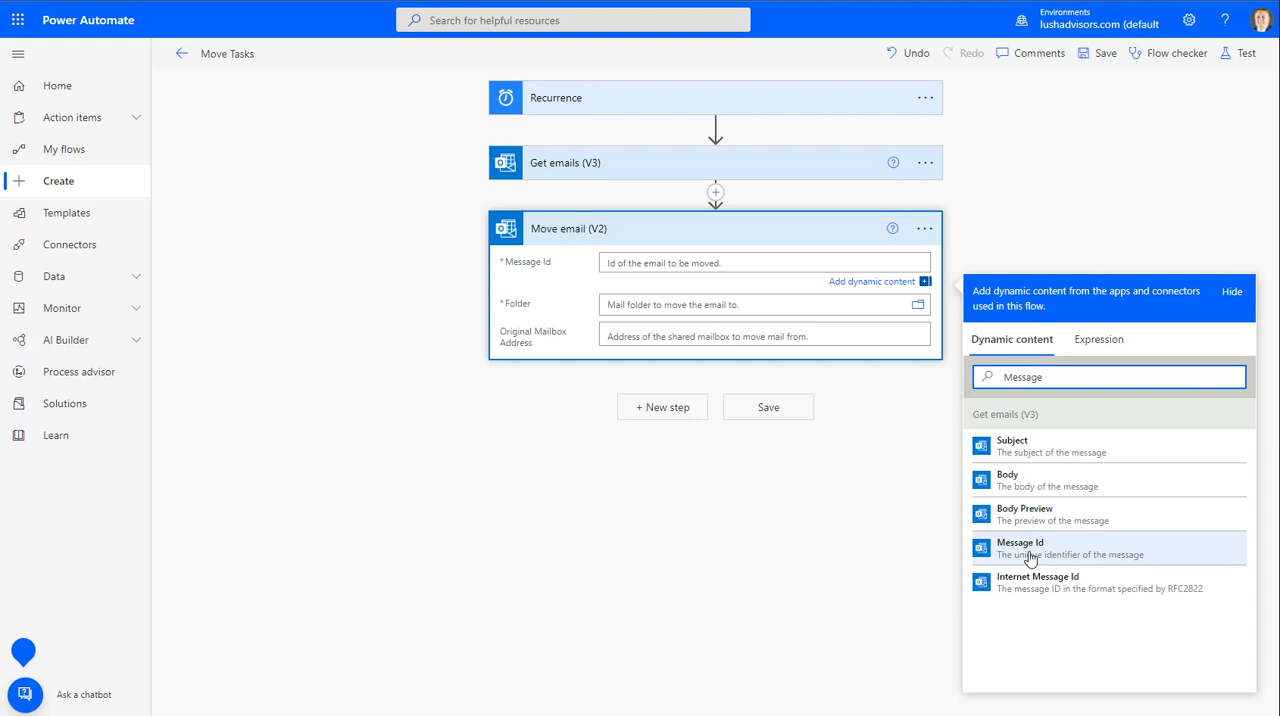 Power Automate
Search for helpful resources
Environments
lushadvisors.com (default
?
Move Tasks
Undo
Redo
Comments
Save
Flow checker
Test
Home
Action items
My flows
Create
Templates
Connectors
Data
Monitor
AI Builder
Process advisor
Solutions
Learn
Ask a chatbot
Recurrence
Get emails (V3)
Move email (V2)
*Message Id
Id of the email to be moved.
Add dynamic content
*Folder
Mail folder to move the email to.
Original Mailbox
Address
Address of the shared mailbox to move mail from.
+ New step
Save
Add dynamic content from the apps and connectors
used in this flow.
Hide
Dynamic content
Expression
Message
Get emails (V3)
Subject
The subject of the message
Body
The body of the message
Body Preview
The preview of the message
Message Id
The unique identifier of the message
Internet Message Id
The message ID in the format specified by RFC2822